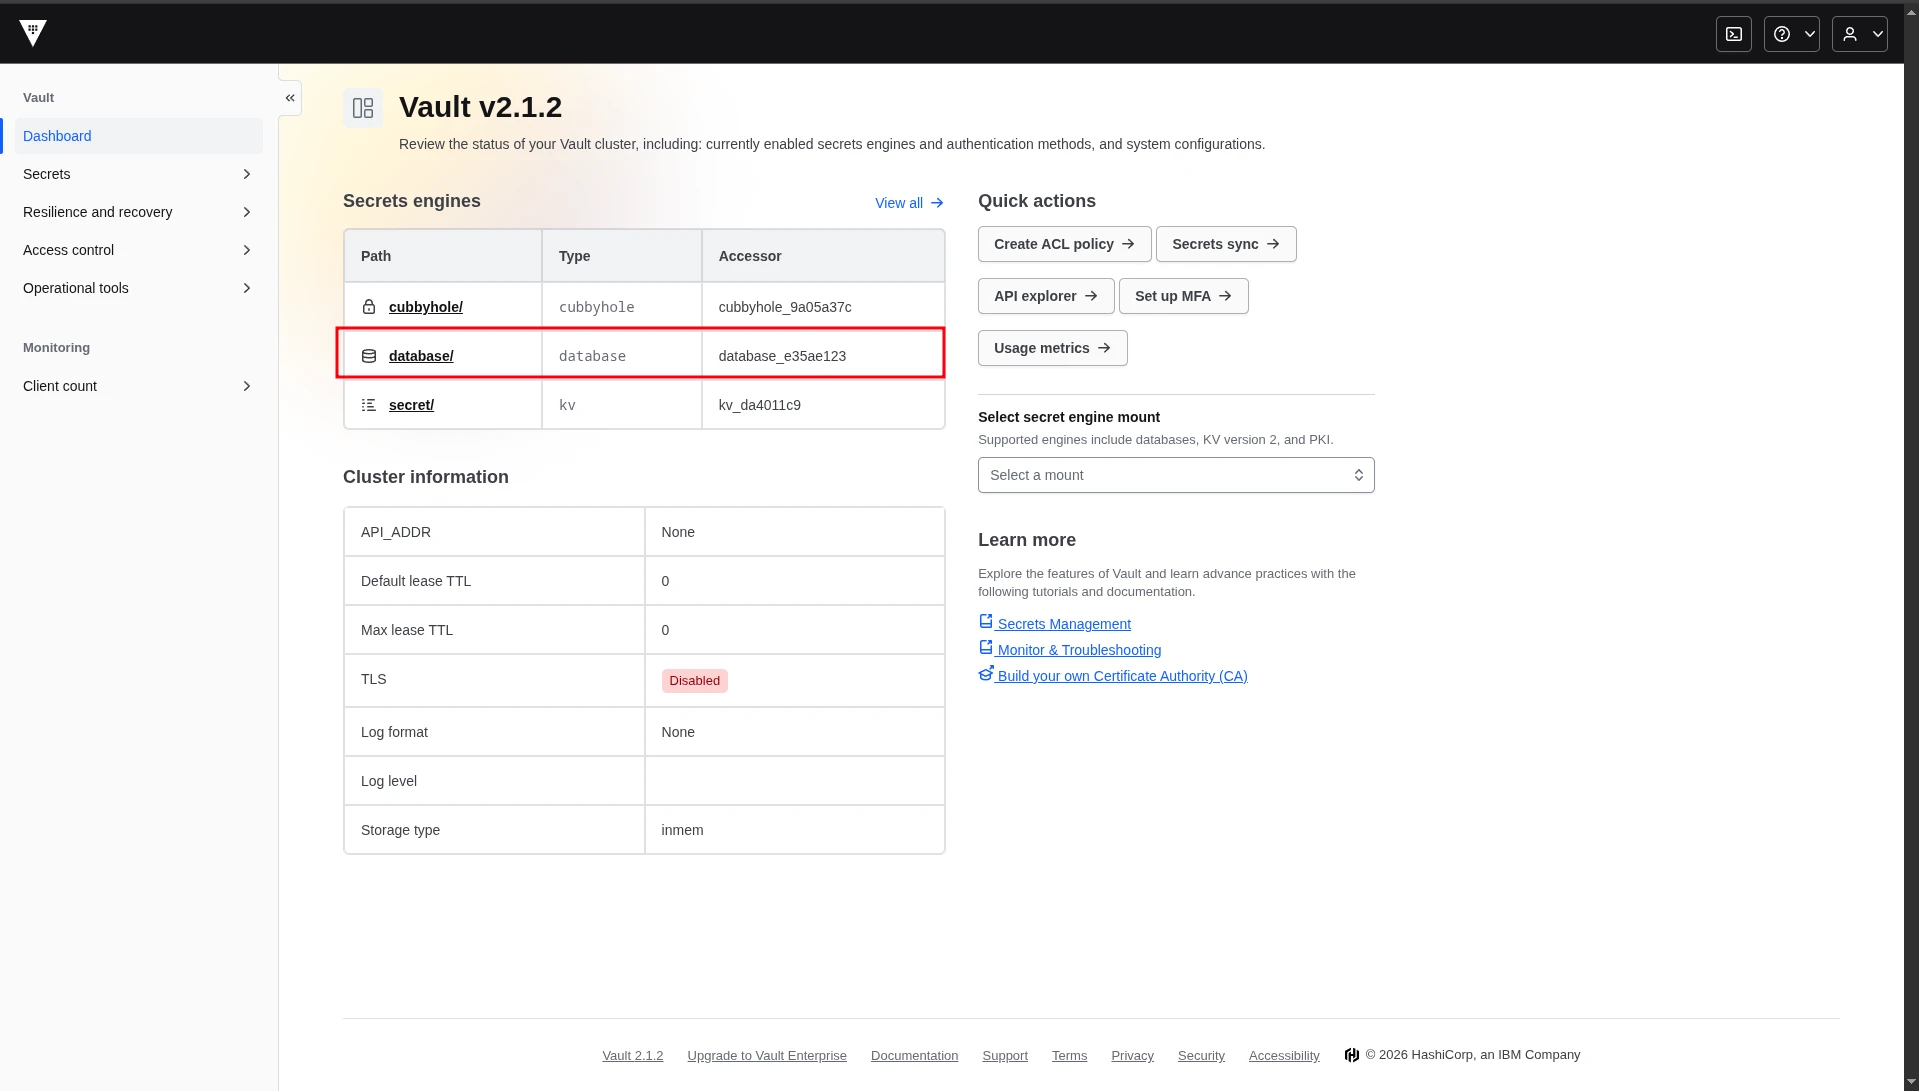 Vault
Dashboard
Secrets
Resilience and recovery
Access control
Operational tools
Monitoring
Client count
Vault v2.1.2
Review the status of your Vault cluster, including: currently enabled secrets engines and authentication methods, and system configurations.
Secrets engines
View all
Path Type Accessor
cubbyhole/ cubbyhole cubbyhole_9a05a37c
database/ database database_e35ae123
secret/ kv kv_da4011c9
Cluster information
API_ADDR None
Default lease TTL 0
Max lease TTL 0
TLS Disabled
Log format None
Log level
Storage type inmem
Quick actions
Create ACL policy Secrets sync
API explorer Set up MFA
Usage metrics
Select secret engine mount
Supported engines include databases, KV version 2, and PKI.
Select a mount
Learn more
Explore the features of Vault and learn advance practices with the
following tutorials and documentation.
Secrets Management
Monitor & Troubleshooting
Build your own Certificate Authority (CA)
Vault 2.1.2 Upgrade to Vault Enterprise Documentation Support Terms Privacy Security Accessibility © 2026 HashiCorp, an IBM Company